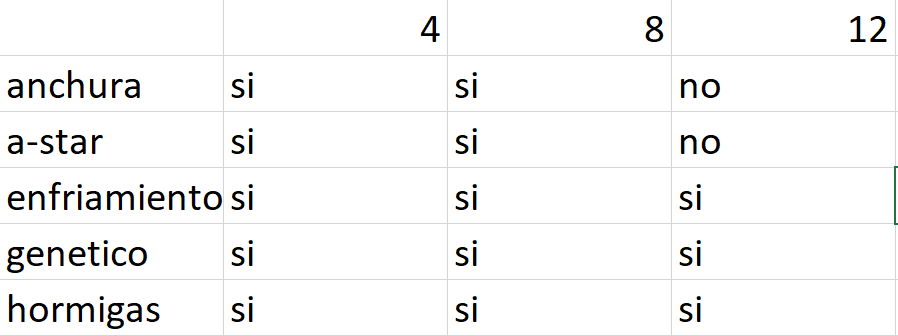 4 8 12
anchura si si no
a-star si si no
enfriamiento si si si
genetico si si si
hormigas si si si